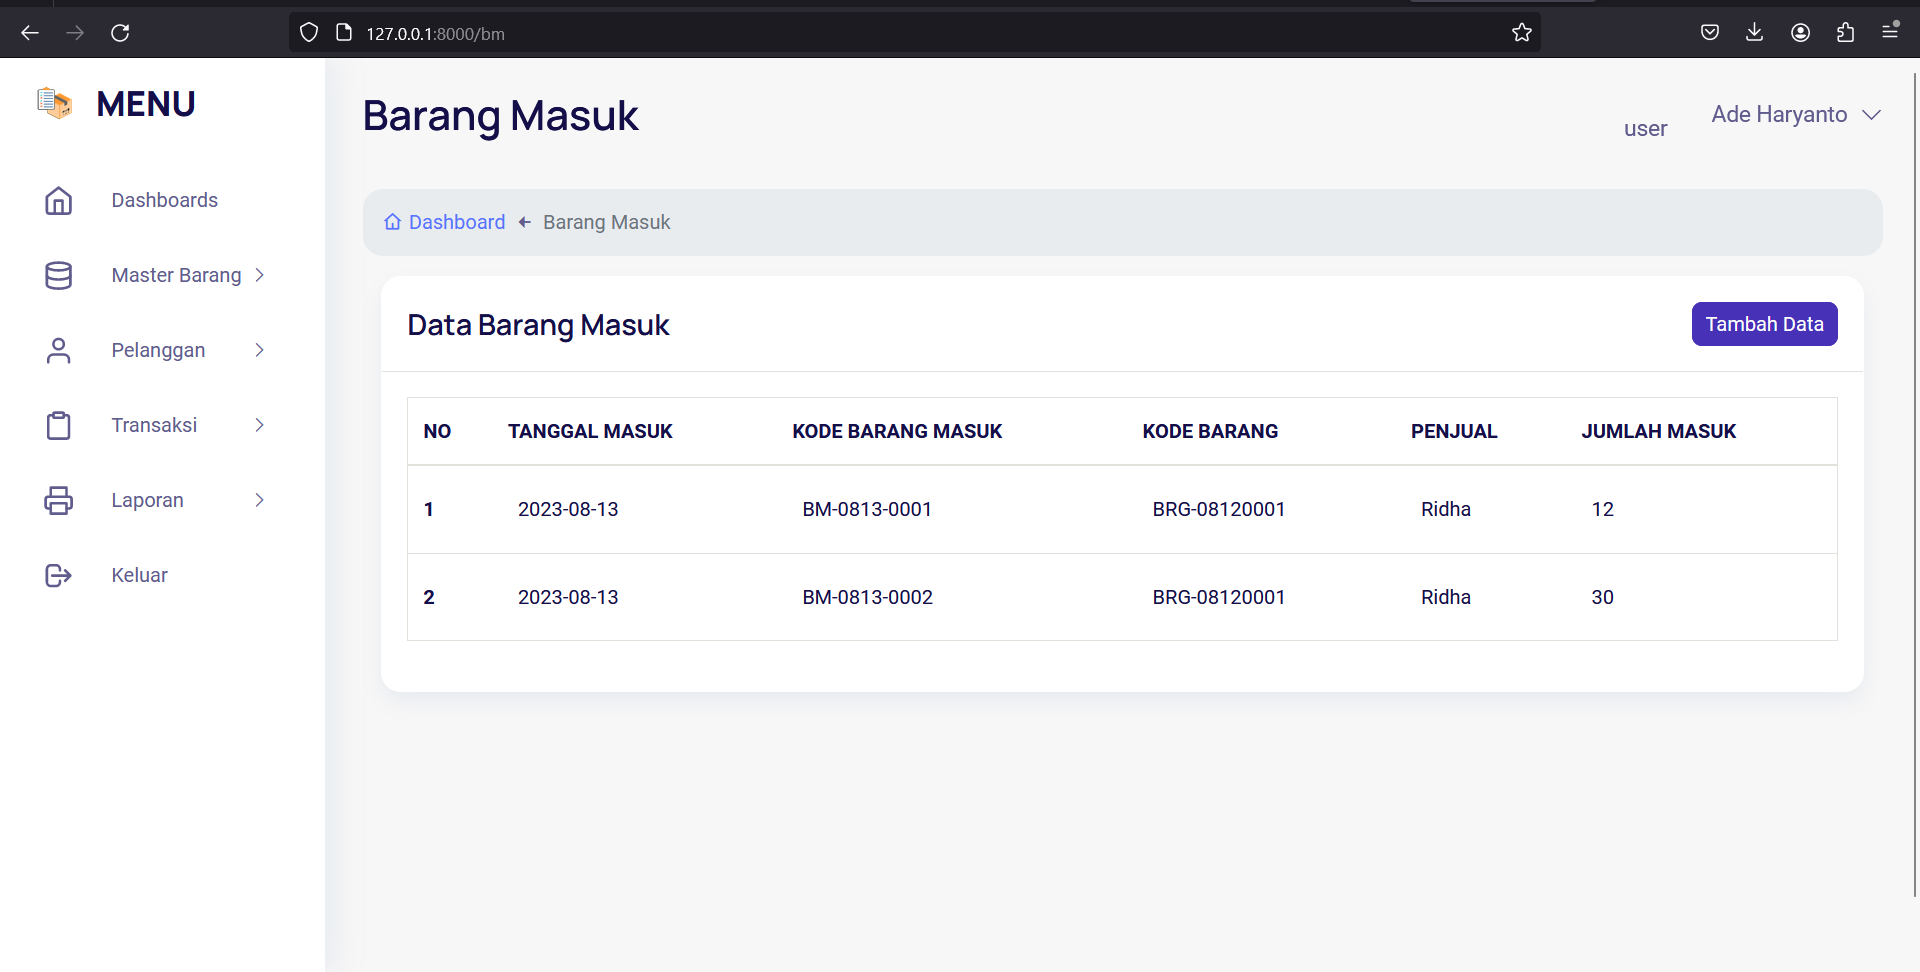 127.0.0.1:8000/bm
MENU
Dashboards
Master Barang
Pelanggan
Transaksi
Laporan
Keluar
Barang Masuk
user
Ade Haryanto
Dashboard Barang Masuk
Data Barang Masuk
Tambah Data
NO TANGGAL MASUK KODE BARANG MASUK KODE BARANG PENJUAL JUMLAH MASUK
1 2023-08-13 BM-0813-0001 BRG-08120001 Ridha 12
2 2023-08-13 BM-0813-0002 BRG-08120001 Ridha 30